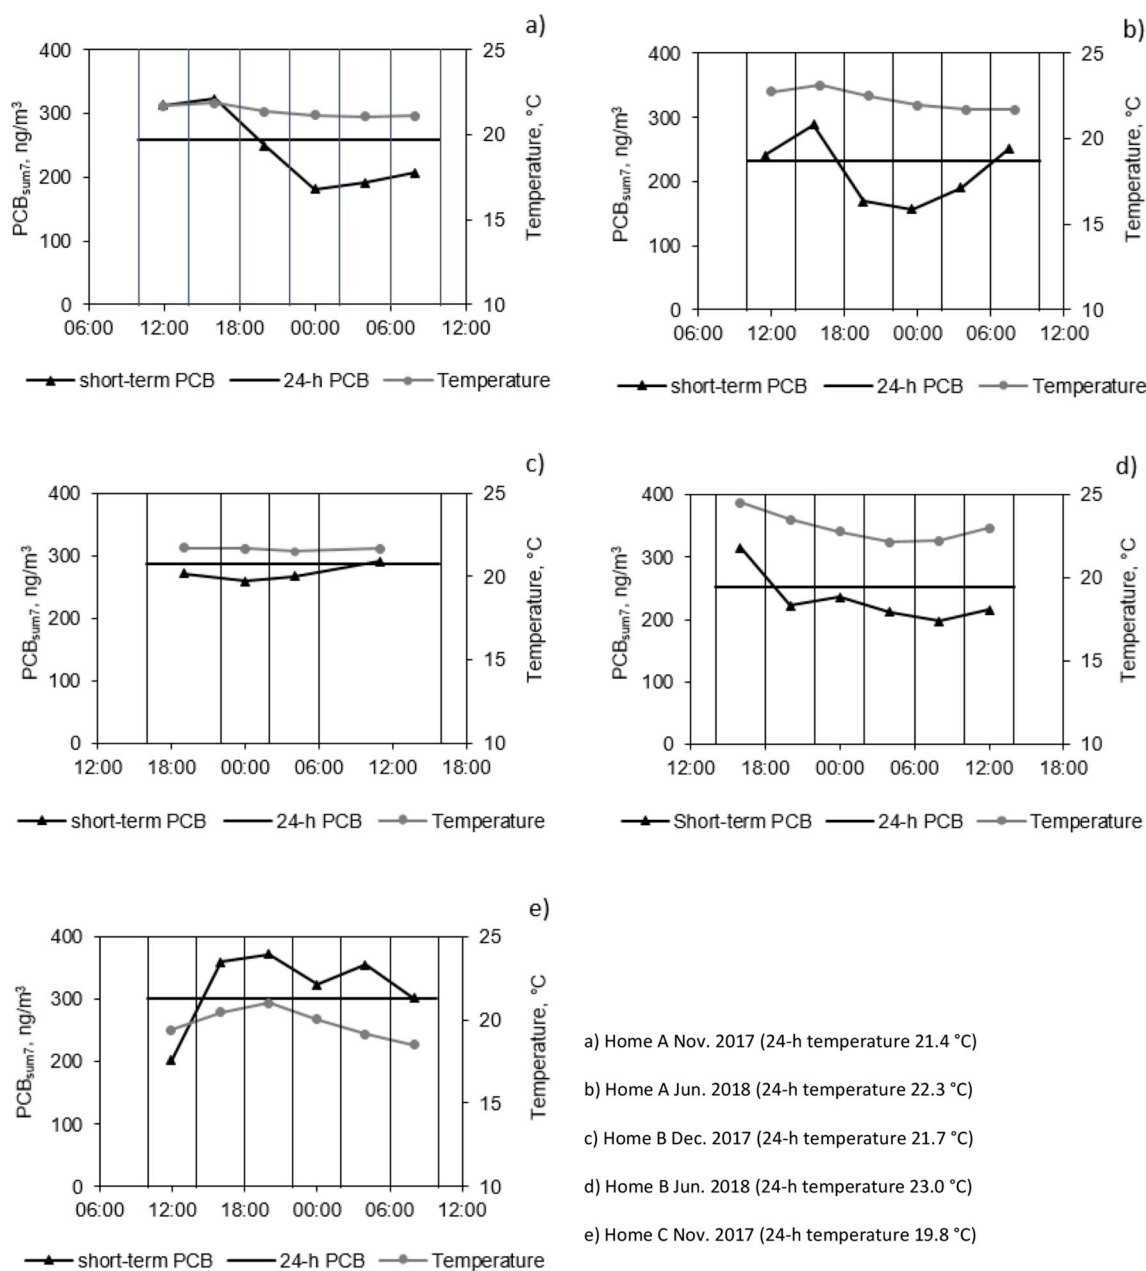 a)
400
300
200
100
0
25
20
15
10
PCBsum7, ng/m³
Temperature, °C
06:00 12:00 18:00 00:00 06:00 12:00
short-term PCB 24-h PCB Temperature
b)
400
300
200
100
0
25
20
15
10
PCBsum7, ng/m³
Temperature, °C
06:00 12:00 18:00 00:00 06:00 12:00
short-term PCB 24-h PCB Temperature
c)
400
300
200
100
0
25
20
15
10
PCBsum7, ng/m³
Temperature, °C
12:00 18:00 00:00 06:00 12:00 18:00
short-term PCB 24-h PCB Temperature
d)
400
300
200
100
0
25
20
15
10
PCBsum7, ng/m³
Temperature, °C
12:00 18:00 00:00 06:00 12:00 18:00
Short-term PCB 24-h PCB Temperature
e)
400
300
200
100
0
25
20
15
10
PCBsum7, ng/m³
Temperature, °C
06:00 12:00 18:00 00:00 06:00 12:00
short-term PCB 24-h PCB Temperature
a) Home A Nov. 2017 (24-h temperature 21.4 °C)
b) Home A Jun. 2018 (24-h temperature 22.3 °C)
c) Home B Dec. 2017 (24-h temperature 21.7 °C)
d) Home B Jun. 2018 (24-h temperature 23.0 °C)
e) Home C Nov. 2017 (24-h temperature 19.8 °C)